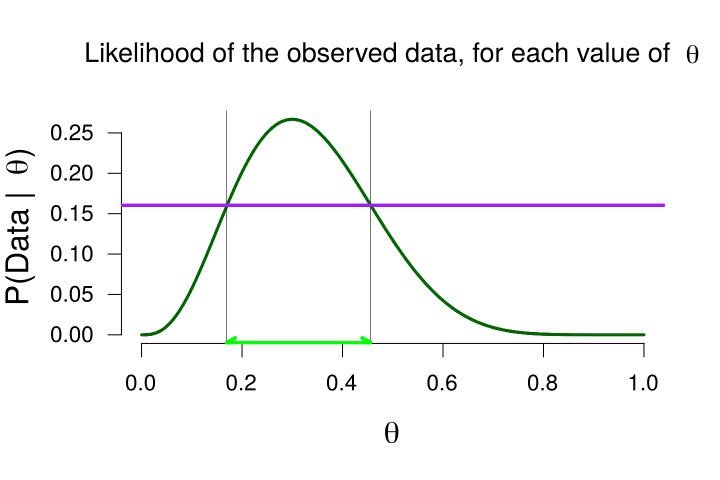 Likelihood of the observed data, for each value of θ
P(Data | θ)
0.25
0.20
0.15
0.10
0.05
0.00
0.0 0.2 0.4 0.6 0.8 1.0
θ